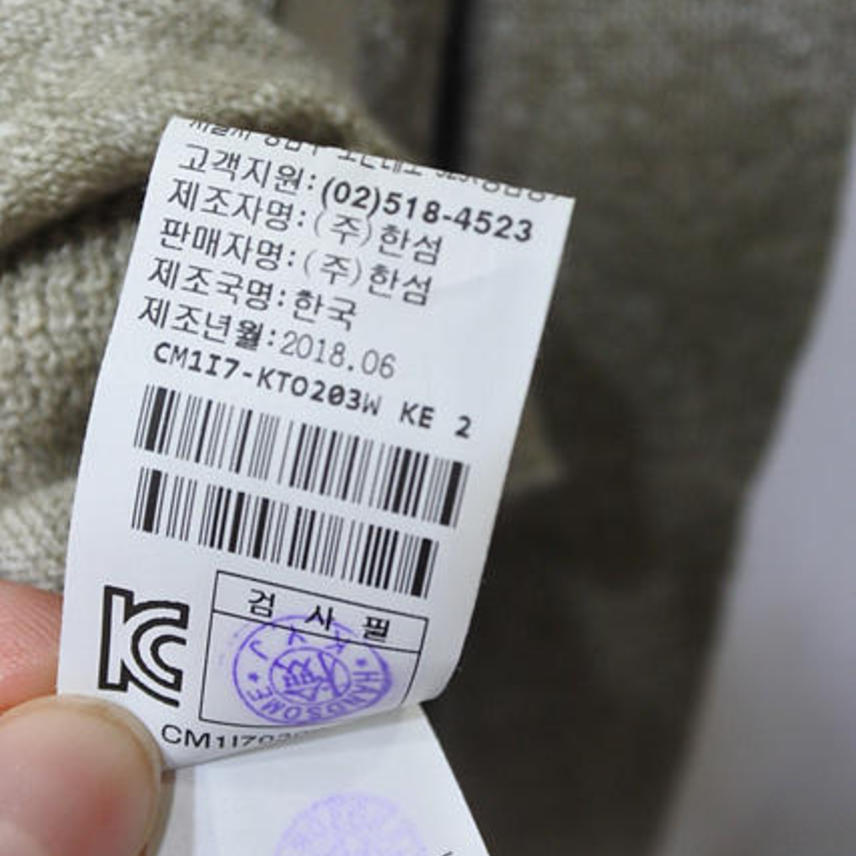 고객지원:(02)518-4523
제조자명:(주)한섬
판매자명:(주)한섬
제조국명:한국
제조년월:2018.06
CM1I7-KTO203W KE 2
검 사 필
KC
K Y J
HANDSOME